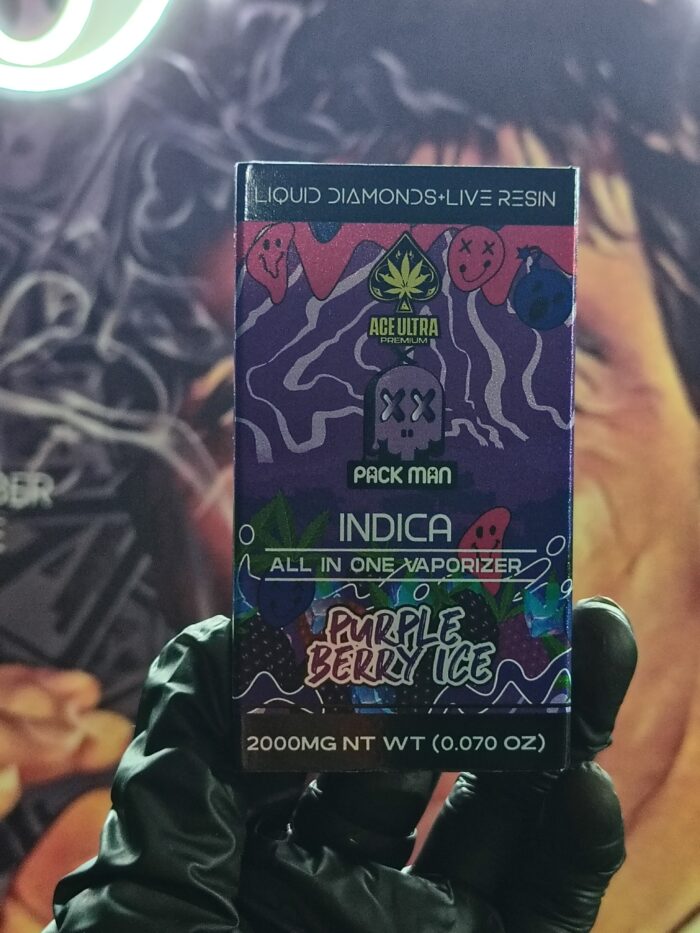 LIQUID DIAMONDS+LIVE RESIN
ACE ULTRA
PREMIUM
PACK MAN
INDICA
ALL IN ONE VAPORIZER
PURPLE
BERRY ICE
2000MG NT WT (0.070 OZ)